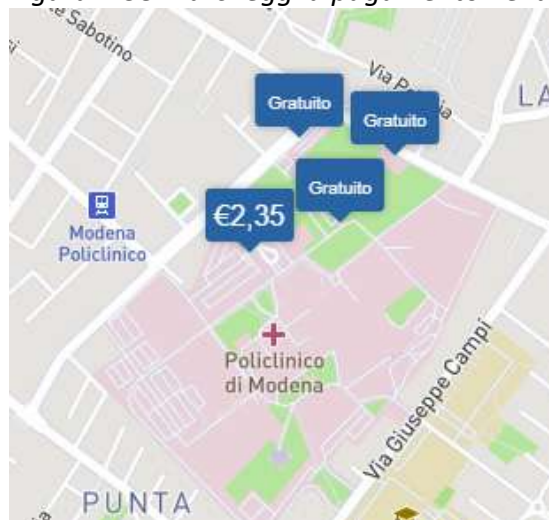 Sabotino
Via
Gratuito
LA
Gratuito
Gratuito
€2,35
Modena
Policlinico
Policlinico
di Modena
Via Giuseppe Campi
PUNTA